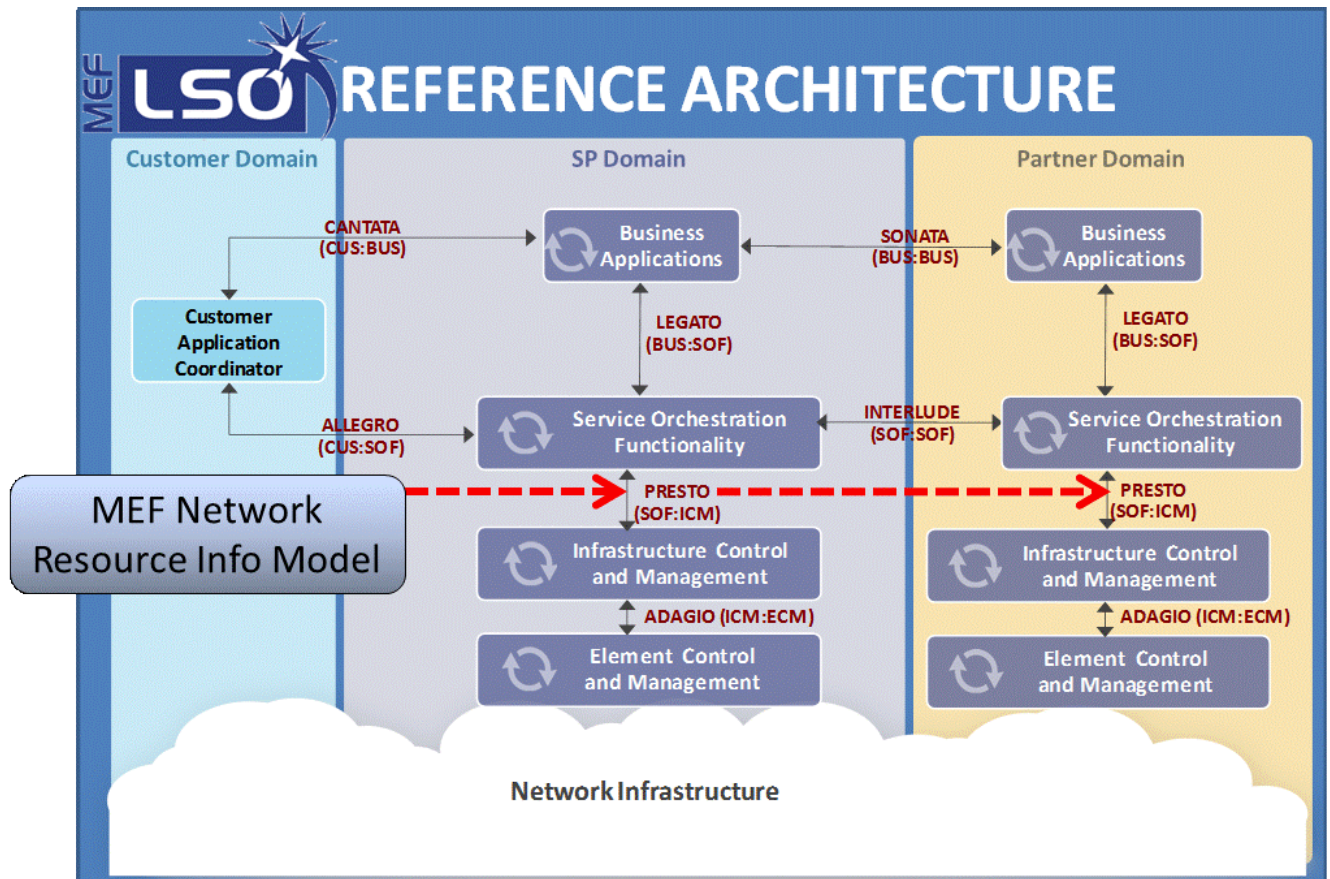 MEF
LSO
REFERENCE ARCHITECTURE
Customer Domain
SP Domain
Partner Domain
CANTATA
(CUS:BUS)
Business
Applications
SONATA
(BUS:BUS)
Business
Applications
Customer
Application
Coordinator
LEGATO
(BUS:SOF)
LEGATO
(BUS:SOF)
ALLEGRO
(CUS:SOF)
Service Orchestration
Functionality
INTERLUDE
(SOF:SOF)
Service Orchestration
Functionality
MEF Network
Resource Info Model
PRESTO
(SOF:ICM)
PRESTO
(SOF:ICM)
Infrastructure Control
and Management
Infrastructure Control
and Management
ADAGIO (ICM:ECM)
ADAGIO (ICM:ECM)
Element Control
and Management
Element Control
and Management
Network Infrastructure